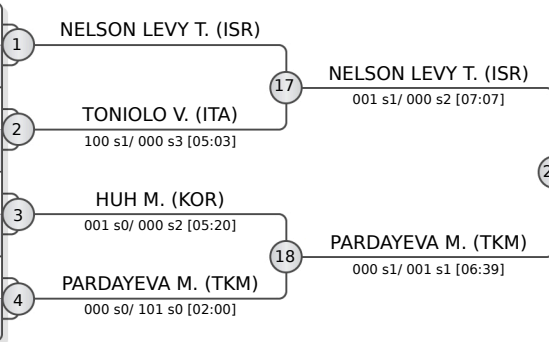 NELSON LEVY T. (ISR)
1
17
NELSON LEVY T. (ISR)
001 s1/ 000 s2 [07:07]
TONIOLO V. (ITA)
2
100 s1/ 000 s3 [05:03]
2
HUH M. (KOR)
3
001 s0/ 000 s2 [05:20]
18
PARDAYEVA M. (TKM)
000 s1/ 001 s1 [06:39]
PARDAYEVA M. (TKM)
4
000 s0/ 101 s0 [02:00]